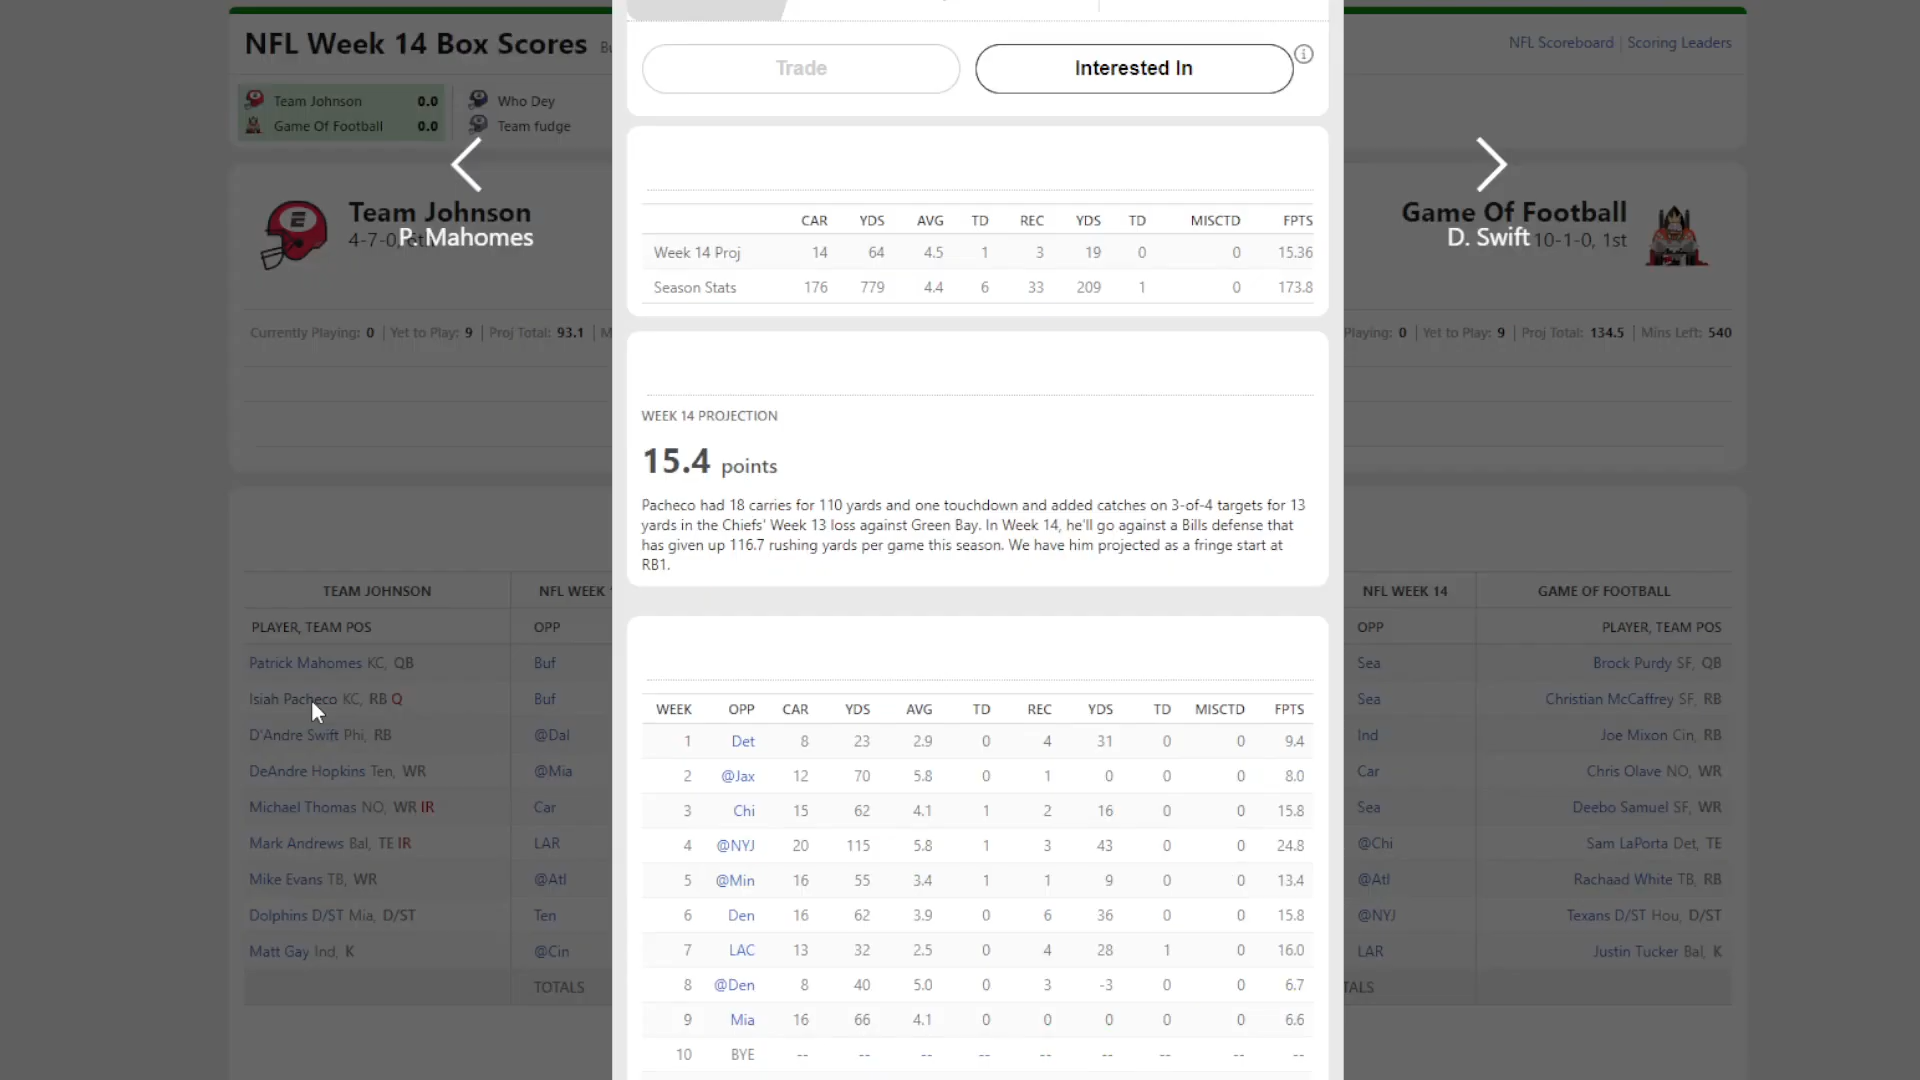 NFL Week 14 Box Scores
NFL Scoreboard | Scoring Leaders
Team Johnson 0.0
Game Of Football 0.0
Who Dey
Team fudge
Trade
Interested In
Team Johnson
4-7-0,
P. Mahomes
Game Of Football
10-1-0, 1st
D. Swift
Currently Playing: 0 | Yet to Play: 9 | Proj Total: 93.1
Playing: 0 | Yet to Play: 9 | Proj Total: 134.5 | Mins Left: 540
CAR YDS AVG TD REC YDS TD MISCTD FPTS
Week 14 Proj 14 64 4.5 1 3 19 0 0 15.36
Season Stats 176 779 4.4 6 33 209 1 0 173.8
WEEK 14 PROJECTION
15.4 points
Pacheco had 18 carries for 110 yards and one touchdown and added catches on 3-of-4 targets for 13
yards in the Chiefs' Week 13 loss against Green Bay. In Week 14, he'll go against a Bills defense that
has given up 116.7 rushing yards per game this season. We have him projected as a fringe start at
RB1.
TEAM JOHNSON NFL WEEK
PLAYER, TEAM POS OPP
Patrick Mahomes KC, QB Buf
Isiah Pacheco KC, RB Q Buf
D'Andre Swift Phi, RB @Dal
DeAndre Hopkins Ten, WR @Mia
Michael Thomas NO, WR IR Car
Mark Andrews Bal, TE IR LAR
Mike Evans TB, WR @Atl
Dolphins D/ST Mia, D/ST Ten
Matt Gay Ind, K @Cin
TOTALS
WEEK OPP CAR YDS AVG TD REC YDS TD MISCTD FPTS
1 Det 8 23 2.9 0 4 31 0 0 9.4
2 @Jax 12 70 5.8 0 1 0 0 0 8.0
3 Chi 15 62 4.1 1 2 16 0 0 15.8
4 @NYJ 20 115 5.8 1 3 43 0 0 24.8
5 @Min 16 55 3.4 1 1 9 0 0 13.4
6 Den 16 62 3.9 0 6 36 0 0 15.8
7 LAC 13 32 2.5 0 4 28 1 0 16.0
8 @Den 8 40 5.0 0 3 -3 0 0 6.7
9 Mia 16 66 4.1 0 0 0 0 0 6.6
10 BYE -- -- -- -- -- -- -- -- --
NFL WEEK 14 GAME OF FOOTBALL
OPP PLAYER, TEAM POS
Sea Brock Purdy SF, QB
Sea Christian McCaffrey SF, RB
Ind Joe Mixon Cin, RB
Car Chris Olave NO, WR
Sea Deebo Samuel SF, WR
@Chi Sam LaPorta Det, TE
@Atl Rachaad White TB, RB
@NYJ Texans D/ST Hou, D/ST
LAR Justin Tucker Bal, K
TALS